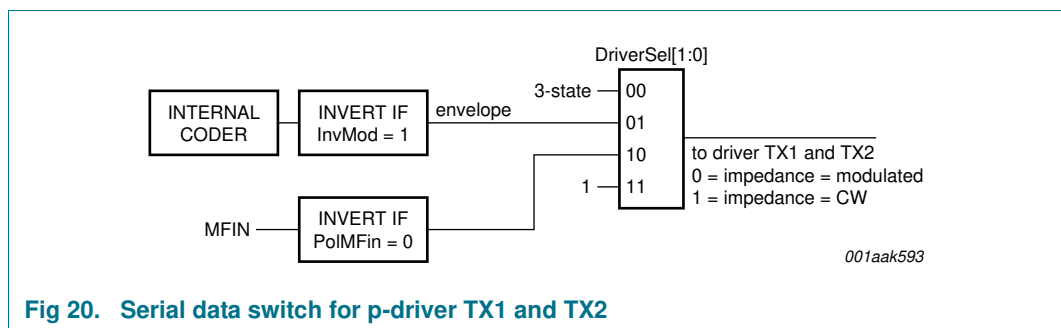 DriverSel[1:0]
3-state
00
INTERNAL
CODER
INVERT IF
InvMod = 1
envelope
01
10
1
11
to driver TX1 and TX2
0 = impedance = modulated
1 = impedance = CW
MFIN
INVERT IF
PolMFin = 0
001aak593
Fig 20. Serial data switch for p-driver TX1 and TX2